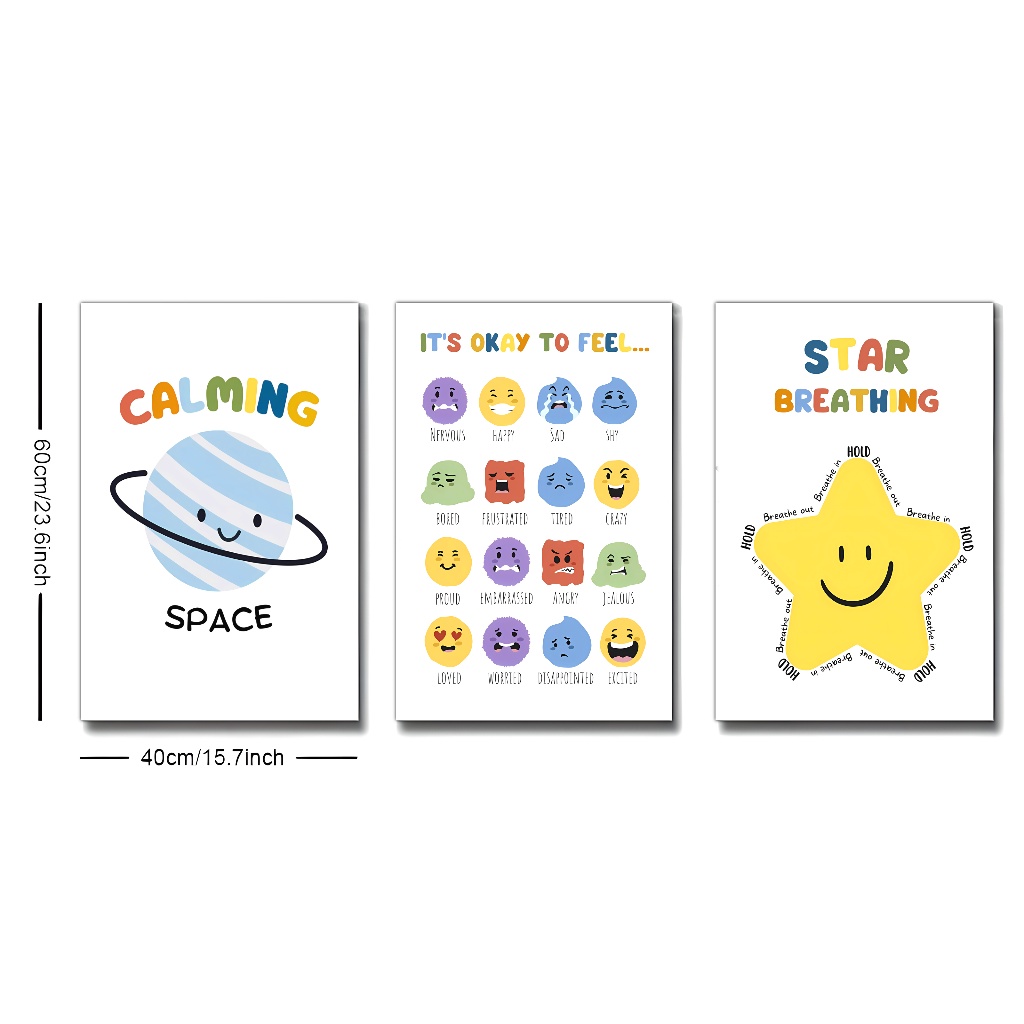 60cm/23.6inch
40cm/15.7inch
CALMING
SPACE
IT'S OKAY TO FEEL...
NERVOUS HAPPY SAD SHY
BORED FRUSTRATED TIRED CRAZY
PROUD EMBARRASSED ANGRY JEALOUS
LOVED WORRIED DISAPPOINTED EXCITED
STAR
BREATHING
HOLD
Breathe out
Breathe in
HOLD
Breathe out
Breathe in
HOLD
Breathe out
Breathe in
HOLD
Breathe out
Breathe in
HOLD
Breathe out
Breathe in